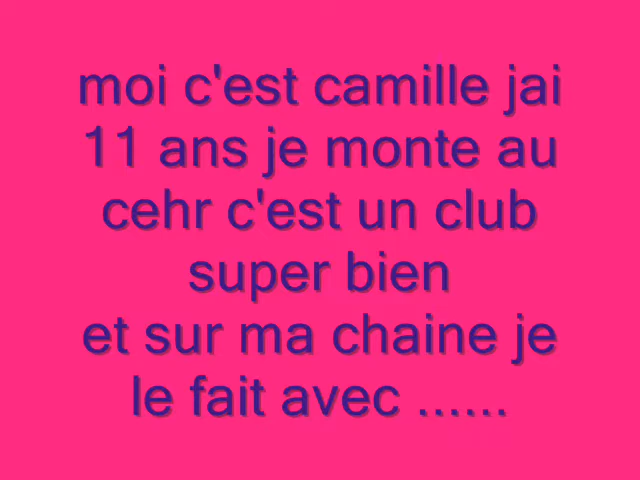 moi c'est camille jai
11 ans je monte au
cehr c'est un club
super bien
et sur ma chaine je
le fait avec ......